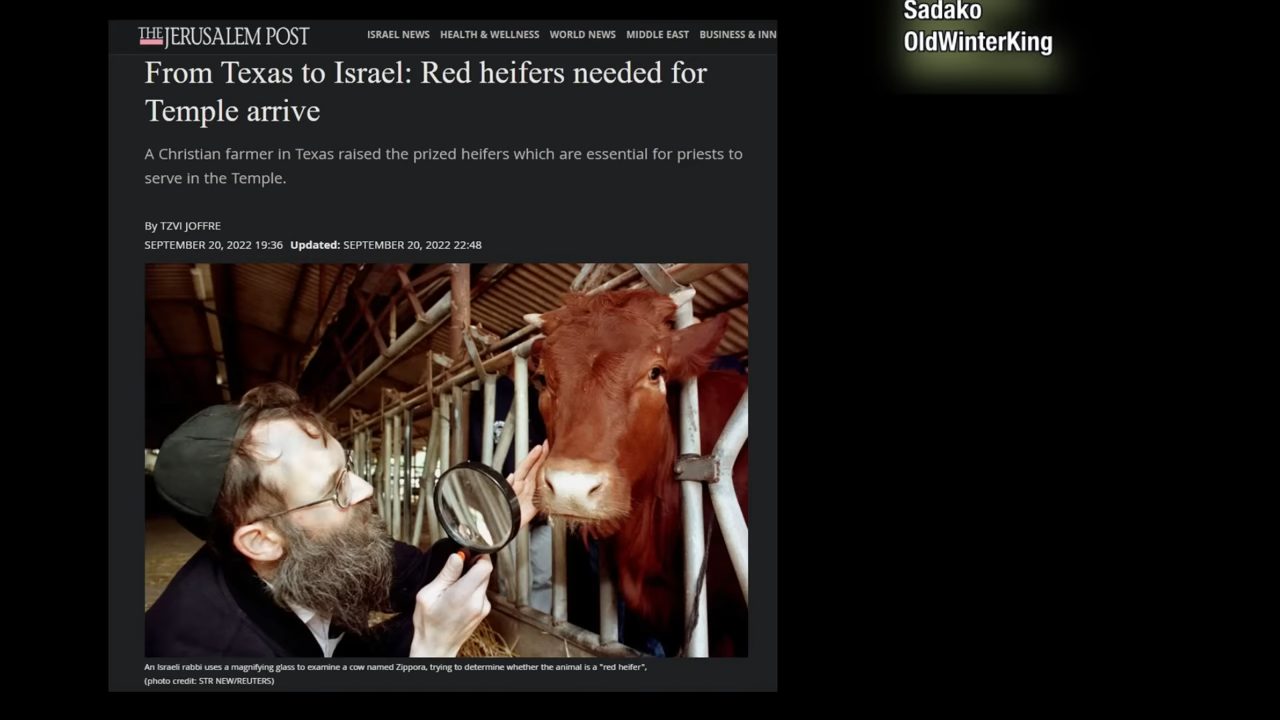 Sadako
OldWinterKing
THE JERUSALEM POST
ISRAEL NEWS HEALTH & WELLNESS WORLD NEWS MIDDLE EAST BUSINESS & INN
From Texas to Israel: Red heifers needed for
Temple arrive
A Christian farmer in Texas raised the prized heifers which are essential for priests to
serve in the Temple.
By TZVI JOFFRE
SEPTEMBER 20, 2022 19:36 Updated: SEPTEMBER 20, 2022 22:48
An Israeli rabbi uses a magnifying glass to examine a cow named Zippora, trying to determine whether the animal is a "red heifer",
(photo credit: STR NEW/REUTERS)